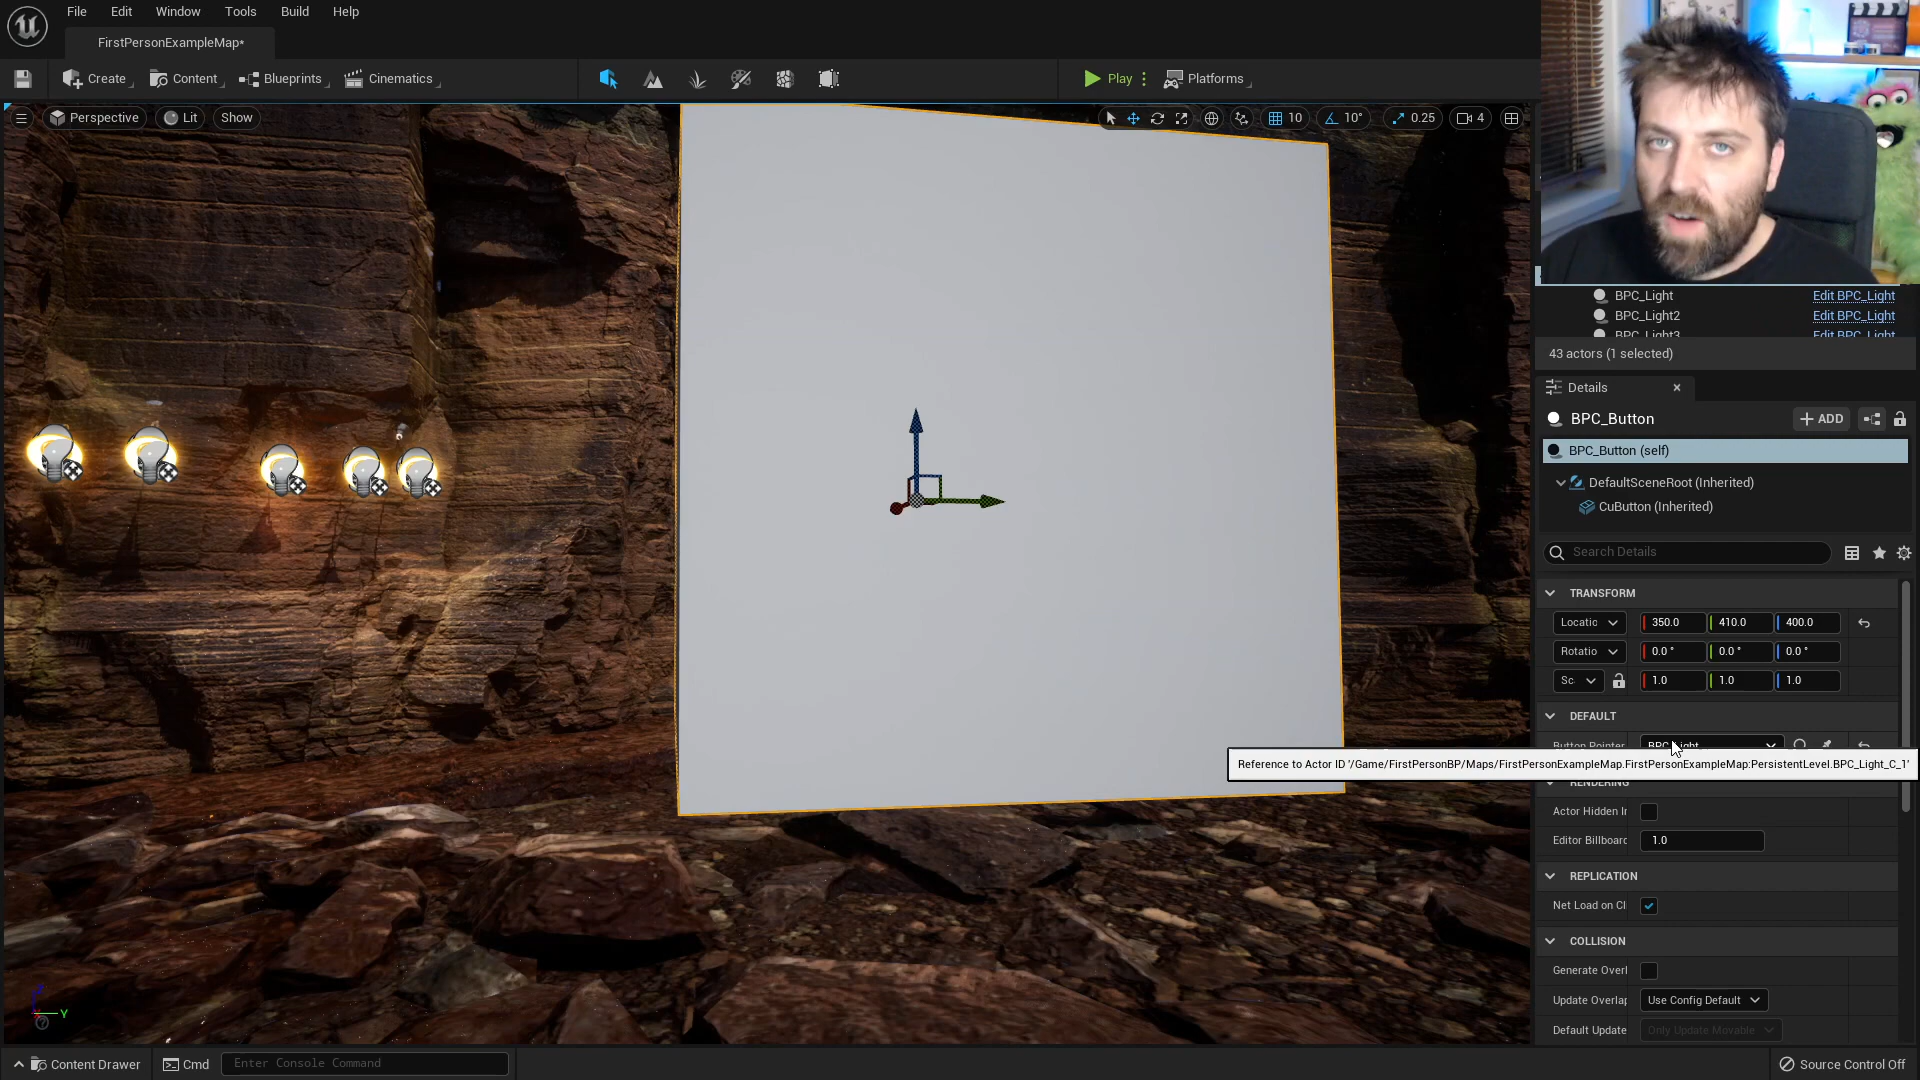 File Edit Window Tools Build Help
FirstPersonExampleMap*
Create Content Blueprints Cinematics Play Platforms
Perspective Lit Show 10 10° 0.25 4
BPC_Light Edit BPC_Light
BPC_Light2 Edit BPC_Light
BPC_Light3 Edit BPC_Light
43 actors (1 selected)
Details
BPC_Button ADD
BPC_Button (self)
DefaultSceneRoot (Inherited)
CuButton (Inherited)
Search Details
TRANSFORM
Locatic 350.0 410.0 400.0
Rotatio 0.0 ° 0.0 ° 0.0 °
Sc 1.0 1.0 1.0
DEFAULT
Button Pointer BPC_Light
Reference to Actor ID '/Game/FirstPersonBP/Maps/FirstPersonExampleMap.FirstPersonExampleMap:PersistentLevel.BPC_Light_C_1'
RENDERING
Actor Hidden Ir
Editor Billboard 1.0
REPLICATION
Net Load on Cl
COLLISION
Generate Overl
Update Overlap Use Config Default
Default Update Only Update Movable
Y
Content Drawer Cmd Enter Console Command Source Control Off